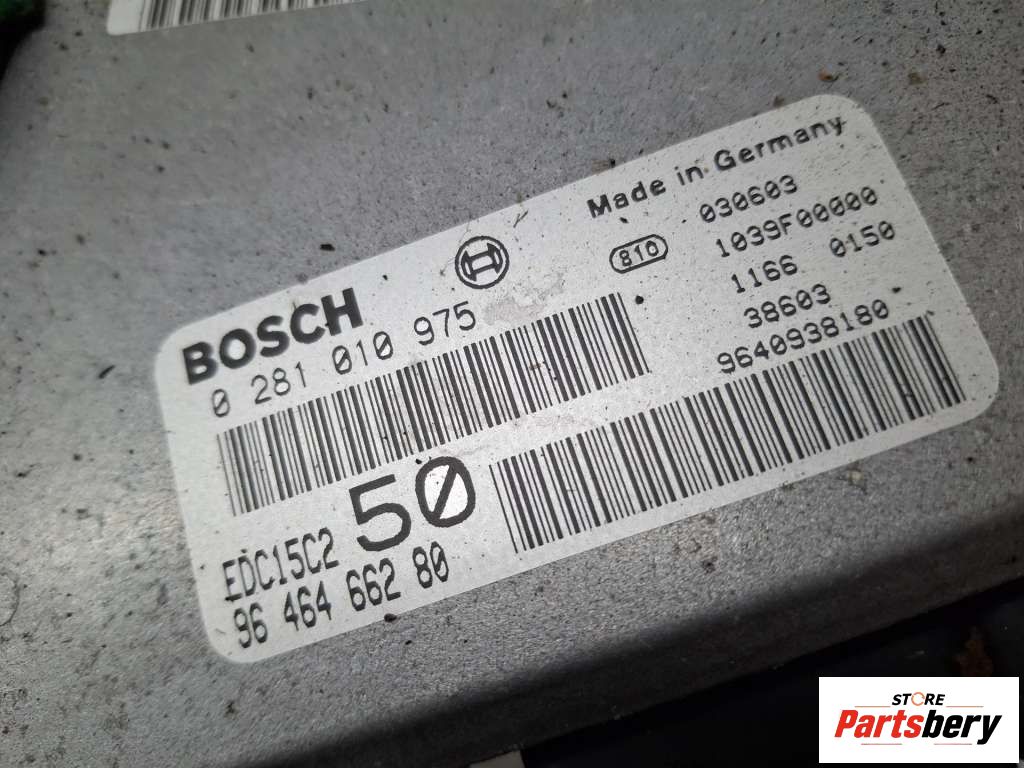 BOSCH
0 281 010 975
Made in Germany
810
030603
1039F00000
1166 0150
38603
9640938180
50
EDC15C2
96 464 662 80
STORE
Partsbery